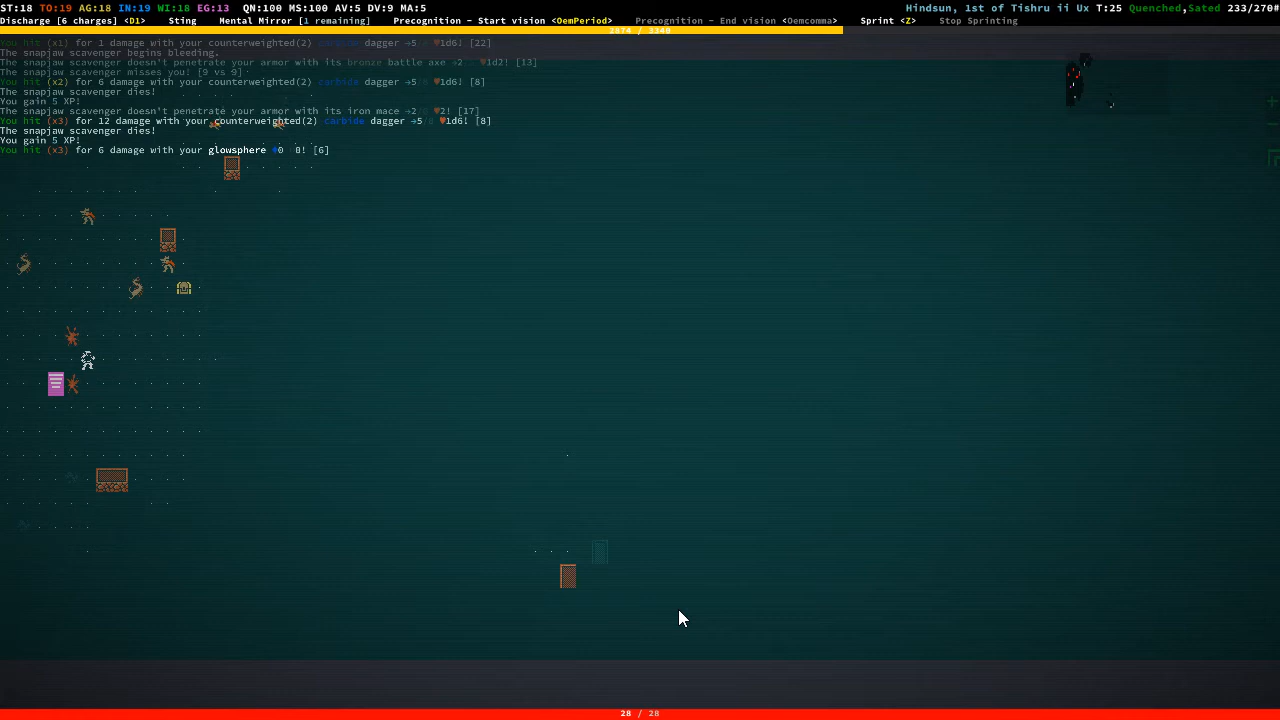 ST:18 TO:19 AG:18 IN:19 WI:18 EG:13 QN:100 MS:100 AV:5 DV:9 MA:5 Hindsun, 1st of Tishru ii Ux T:25 Quenched,Sated 233/270#
Discharge [6 charges] <D1> Sting Mental Mirror [1 remaining] Precognition - Start vision <OemPeriod> Precognition - End vision <Oemcomma> Sprint <Z> Stop Sprinting
2874 / 3340
You hit (x1) for 1 damage with your counterweighted(2) carbide dagger →5 ♥1d6! [22]
The snapjaw scavenger begins bleeding.
The snapjaw scavenger doesn't penetrate your armor with its bronze battle axe →2 ♥1d2! [13]
The snapjaw scavenger misses you! [9 vs 9]
You hit (x2) for 6 damage with your counterweighted(2) carbide dagger →5 ♥1d6! [8]
The snapjaw scavenger dies!
You gain 5 XP!
The snapjaw scavenger doesn't penetrate your armor with its iron mace →2 ♥2! [17]
You hit (x3) for 12 damage with your counterweighted(2) carbide dagger →5 ♥1d6! [8]
The snapjaw scavenger dies!
You gain 5 XP!
You hit (x3) for 6 damage with your glowsphere ♦0 0! [6]
28 / 28